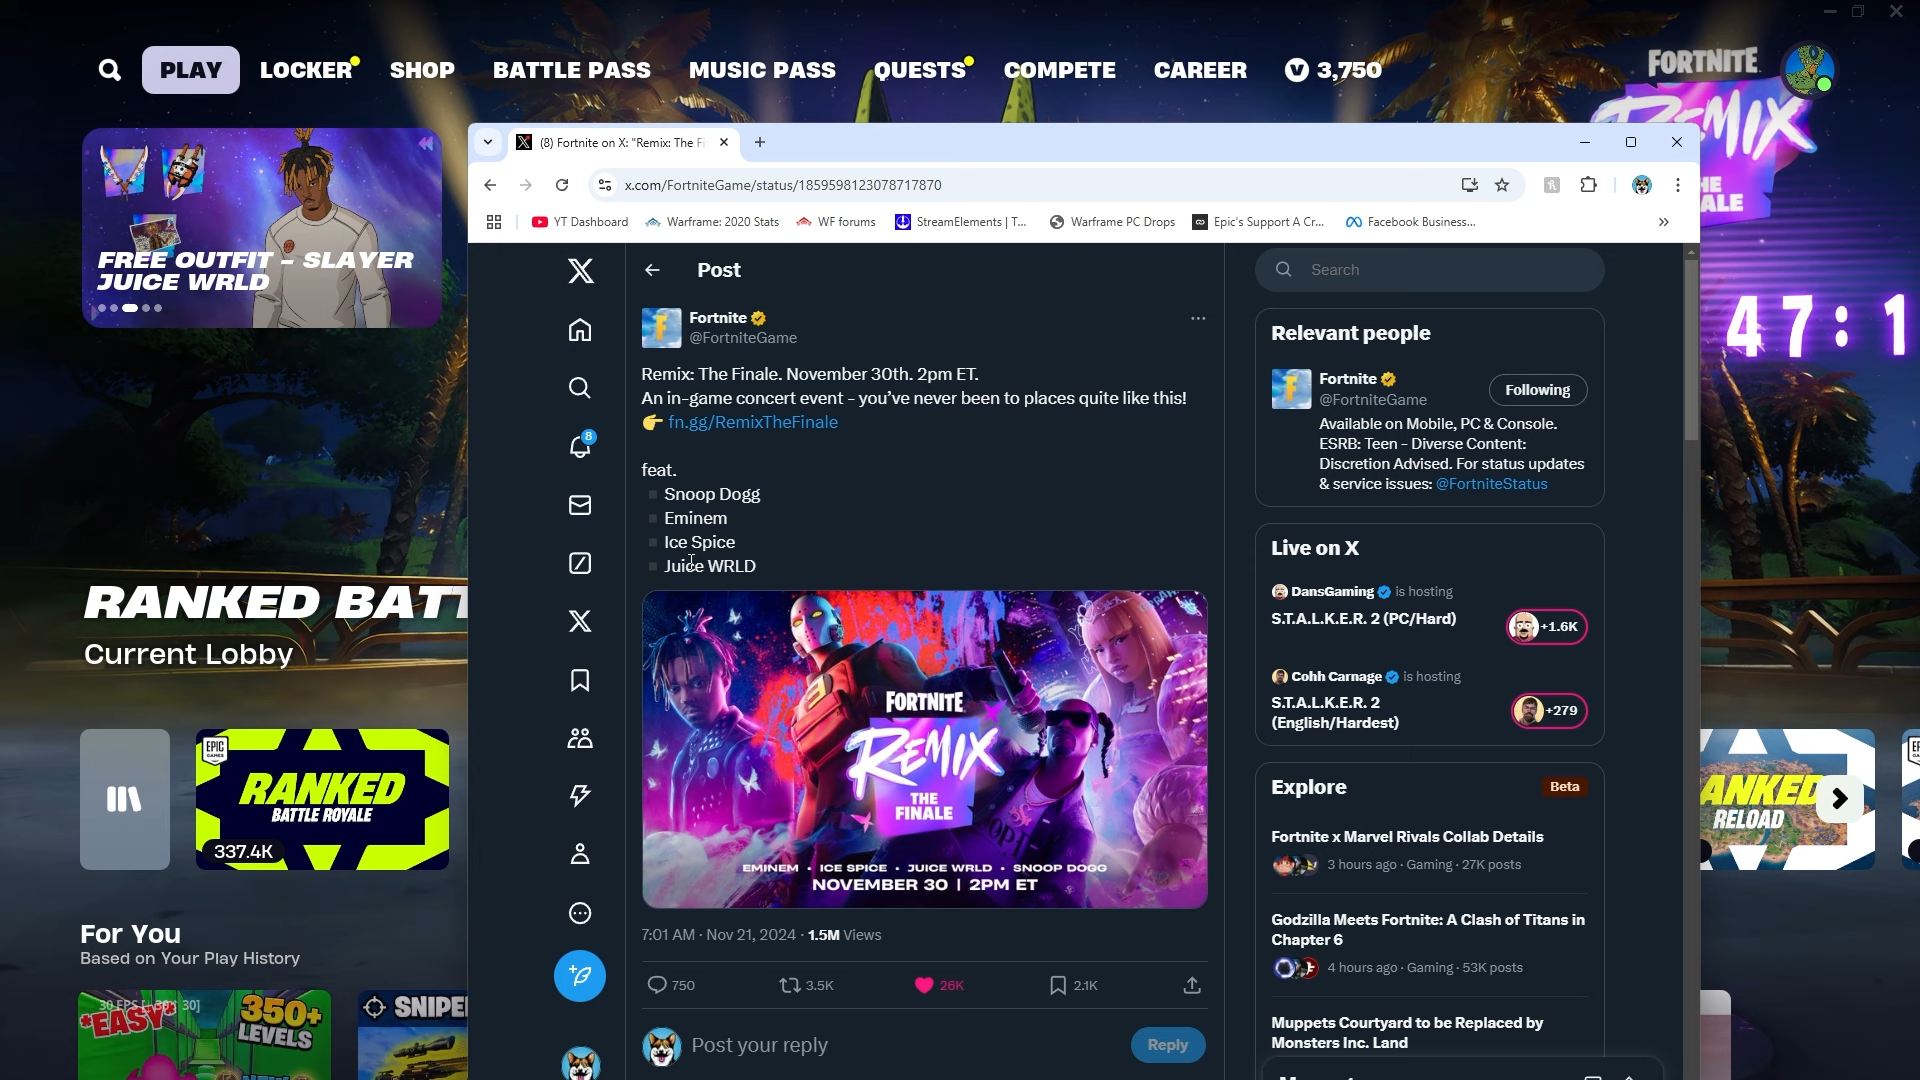 PLAY
LOCKER
SHOP
BATTLE PASS
MUSIC PASS
QUESTS
COMPETE
CAREER
3,750
FORTNITE
REMIX
FREE OUTFIT - SLAYER
JUICE WRLD
(8) Fortnite on X: "Remix: The Fi
x.com/FortniteGame/status/1859598123078717870
YT Dashboard
Warframe: 2020 Stats
WF forums
StreamElements | T...
Warframe PC Drops
Epic's Support A Cr...
Facebook Business...
Post
Fortnite
@FortniteGame
Remix: The Finale. November 30th. 2pm ET.
An in-game concert event - you've never been to places quite like this!
👉 fn.gg/RemixTheFinale
feat.
Snoop Dogg
Eminem
Ice Spice
Juice WRLD
FORTNITE
REMIX
THE
FINALE
EMINEM · ICE SPICE · JUICE WRLD · SNOOP DOGG
NOVEMBER 30 | 2PM ET
7:01 AM · Nov 21, 2024 · 1.5M Views
750
3.5K
26K
2.1K
Post your reply
Reply
8
Search
Relevant people
Fortnite
@FortniteGame
Following
Available on Mobile, PC & Console.
ESRB: Teen - Diverse Content:
Discretion Advised. For status updates
& service issues: @FortniteStatus
Live on X
DansGaming is hosting
S.T.A.L.K.E.R. 2 (PC/Hard)
+1.6K
Cohh Carnage is hosting
S.T.A.L.K.E.R. 2
(English/Hardest)
+279
Explore
Beta
Fortnite x Marvel Rivals Collab Details
3 hours ago · Gaming · 27K posts
Godzilla Meets Fortnite: A Clash of Titans in
Chapter 6
4 hours ago · Gaming · 53K posts
Muppets Courtyard to be Replaced by
Monsters Inc. Land
47:1
RANKED BATT
Current Lobby
EPIC
GAMES
RANKED
BATTLE ROYALE
337.4K
ANKED
RELOAD
For You
Based on Your Play History
*EASY*
350+
LEVELS
SNIPE